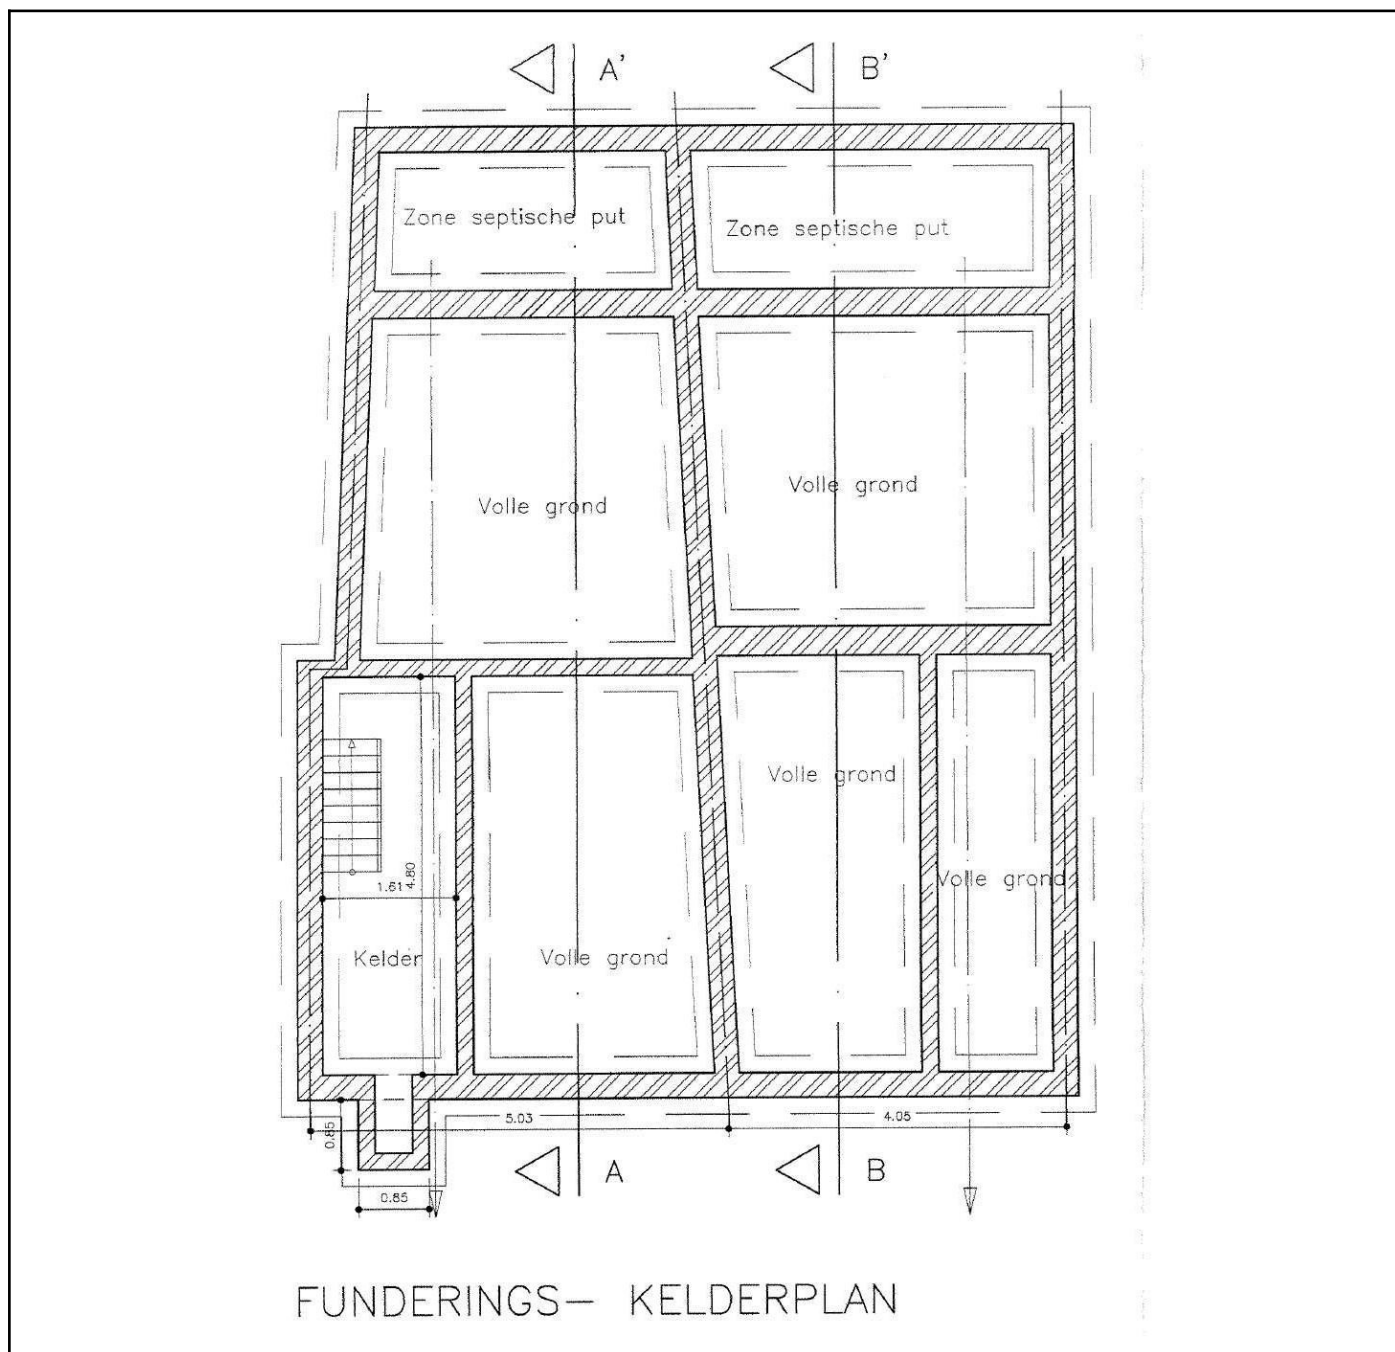 A'
B'
Zone septische put
Zone septische put
Volle grond
Volle grond
Volle grond
Volle grond
1.61
4.80
Kelder
Volle grond
0.85
5.03
4.05
A
B
0.85
FUNDERINGS- KELDERPLAN